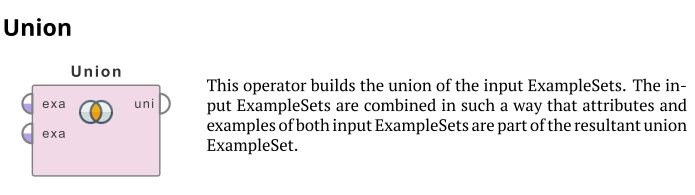 Union
Union
exa
uni
exa
This operator builds the union of the input ExampleSets. The in-
put ExampleSets are combined in such a way that attributes and
examples of both input ExampleSets are part of the resultant union
ExampleSet.